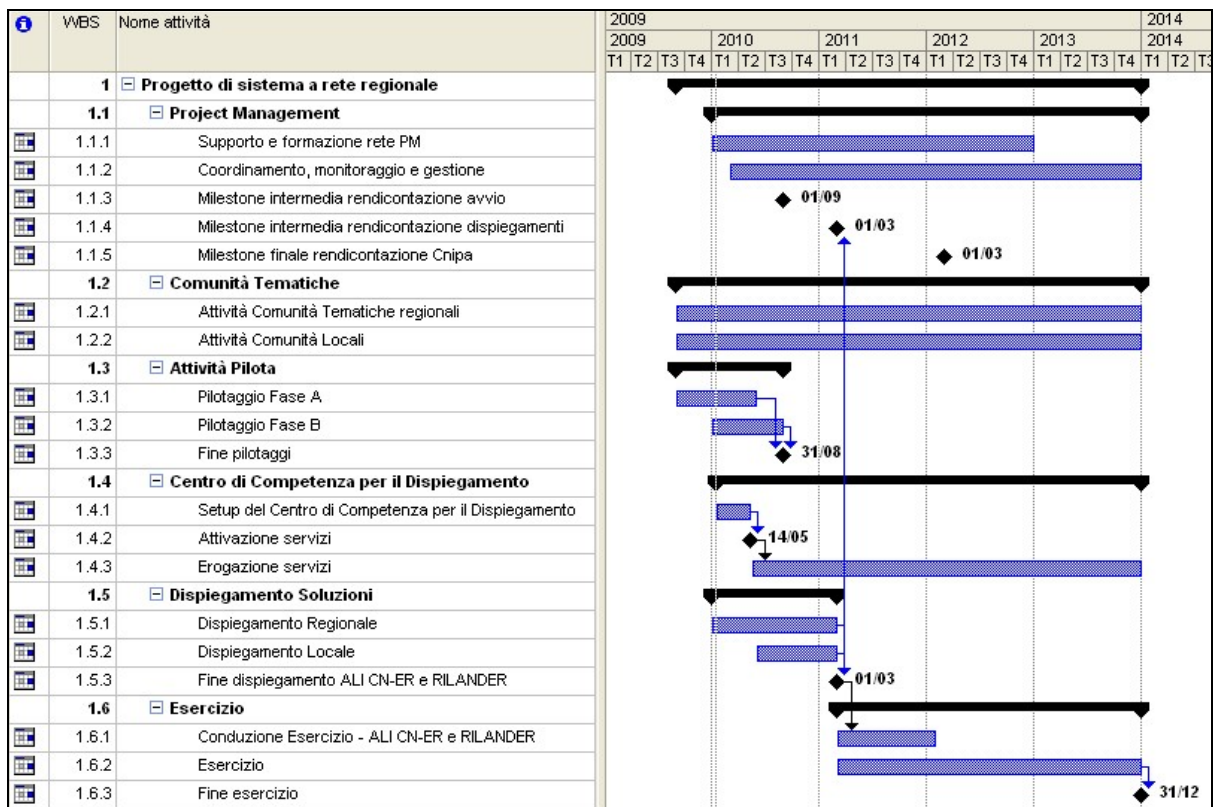 WBS Nome attività
2009 2014
2009 2010 2011 2012 2013 2014
T1 T2 T3 T4 T1 T2 T3 T4 T1 T2 T3 T4 T1 T2 T3 T4 T1 T2 T3 T4 T1 T2 T3
1 Progetto di sistema a rete regionale
1.1 Project Management
1.1.1 Supporto e formazione rete PM
1.1.2 Coordinamento, monitoraggio e gestione
1.1.3 Milestone intermedia rendicontazione avvio 01/09
1.1.4 Milestone intermedia rendicontazione dispiegamenti 01/03
1.1.5 Milestone finale rendicontazione Cnipa 01/03
1.2 Comunità Tematiche
1.2.1 Attività Comunità Tematiche regionali
1.2.2 Attività Comunità Locali
1.3 Attività Pilota
1.3.1 Pilotaggio Fase A
1.3.2 Pilotaggio Fase B
1.3.3 Fine pilotaggi 31/08
1.4 Centro di Competenza per il Dispiegamento
1.4.1 Setup del Centro di Competenza per il Dispiegamento
1.4.2 Attivazione servizi 14/05
1.4.3 Erogazione servizi
1.5 Dispiegamento Soluzioni
1.5.1 Dispiegamento Regionale
1.5.2 Dispiegamento Locale
1.5.3 Fine dispiegamento ALI CN-ER e RILANDER 01/03
1.6 Esercizio
1.6.1 Conduzione Esercizio - ALI CN-ER e RILANDER
1.6.2 Esercizio
1.6.3 Fine esercizio 31/12